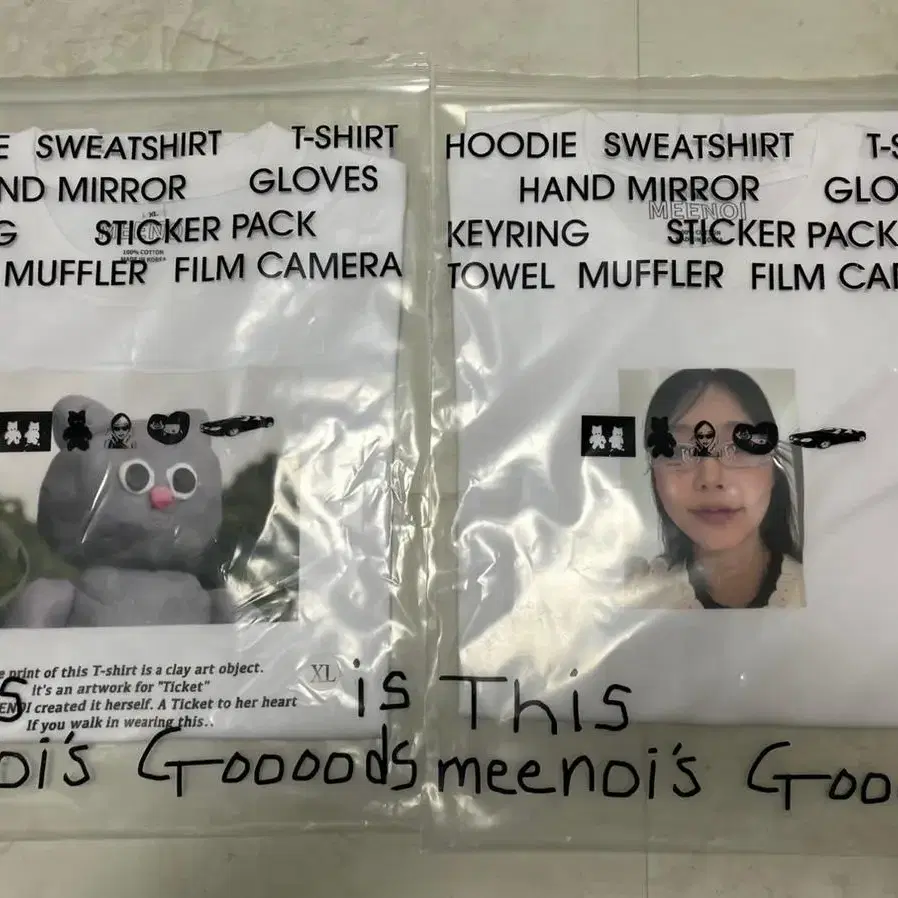 E SWEATSHIRT T-SHIRT
ND MIRROR GLOVES
G STICKER PACK
MUFFLER FILM CAMERA
XL
MEENOI
100% COTTON
MADE IN KOREA
e print of this T-shirt is a clay art object.
It's an artwork for "Ticket"
ENOI created it herself. A Ticket to her heart
If you walk in wearing this..
XL
s is
oi's Gooooods
HOODIE SWEATSHIRT T-S
HAND MIRROR GLO
KEYRING STICKER PACK
TOWEL MUFFLER FILM CA
MEENOI
This
meenoi's Goo